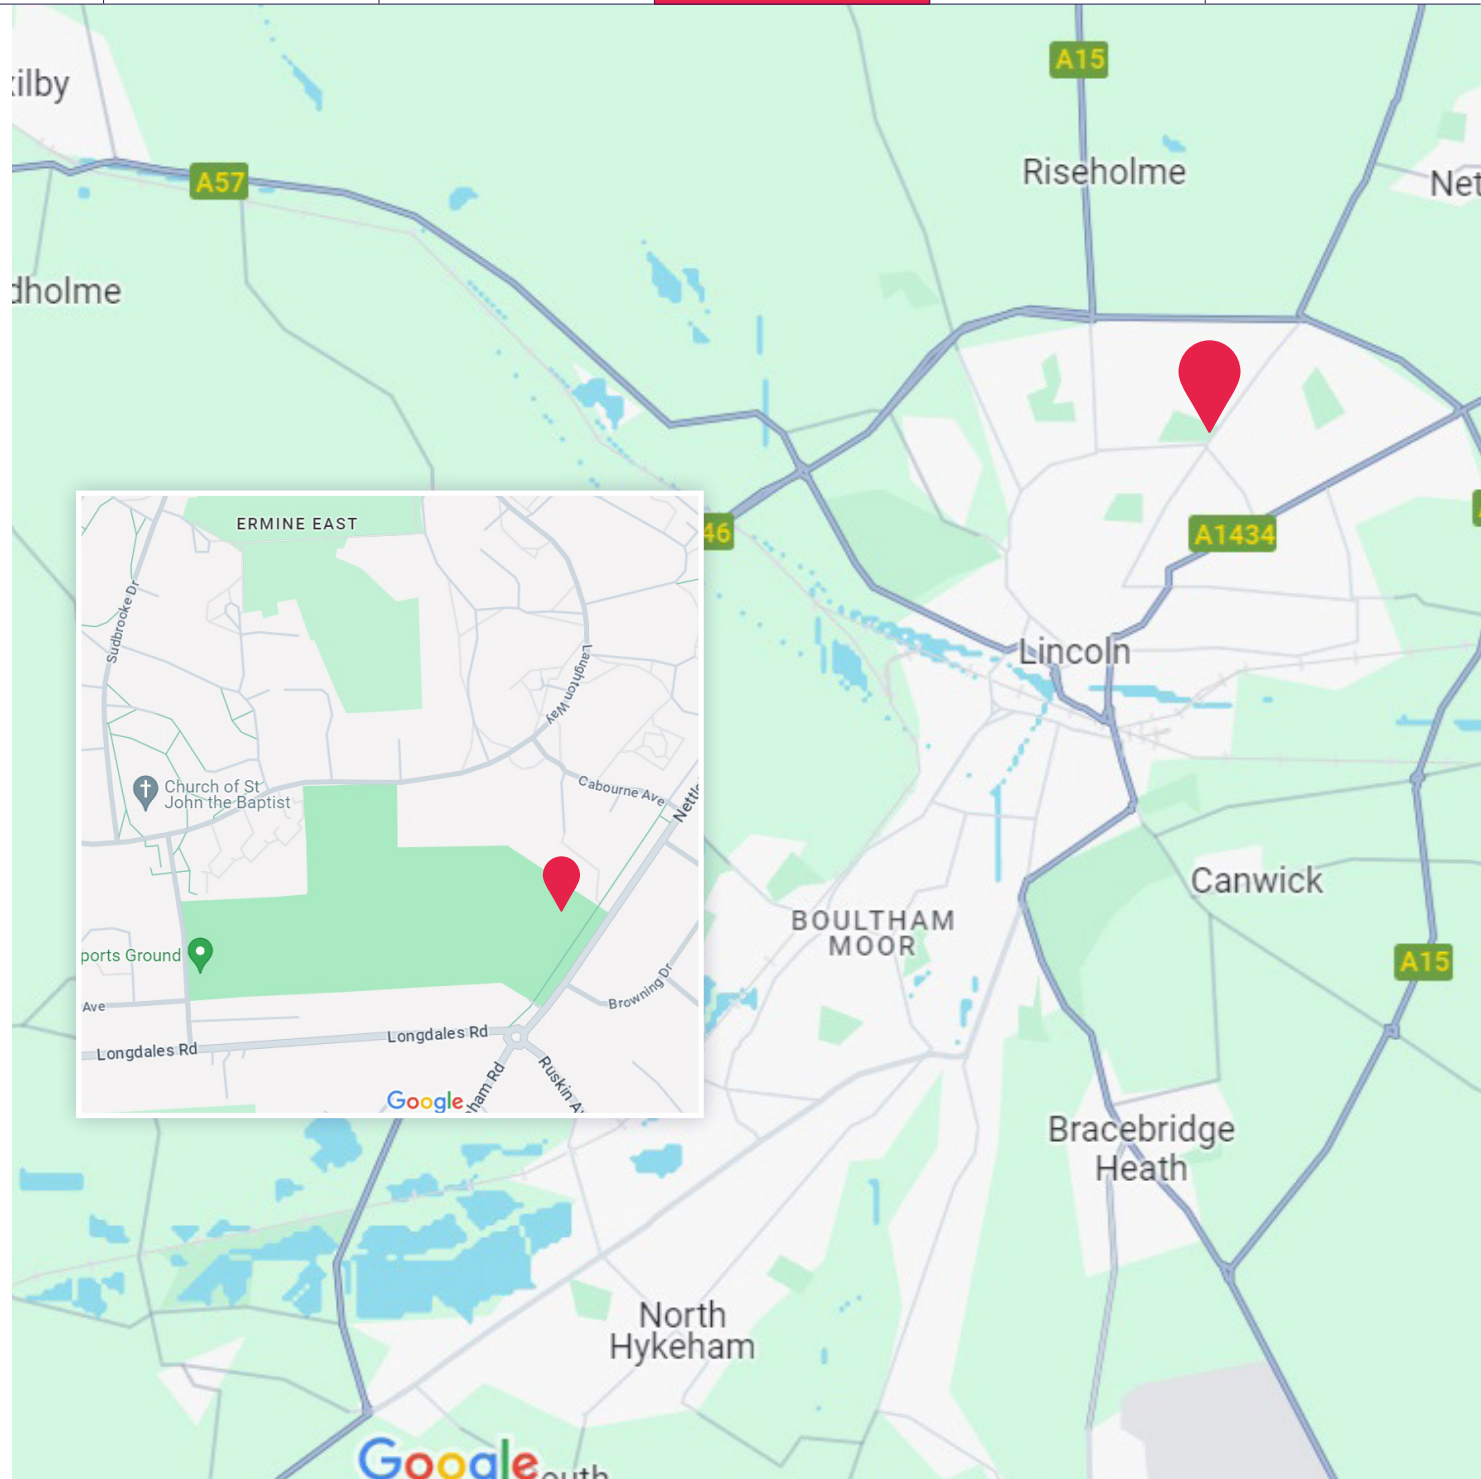 ilby
A15
Riseholme
Net
A57
dholme
46
A1434
Lincoln
Canwick
BOULTHAM
MOOR
A15
Bracebridge
Heath
North
Hykeham
Google
outh
ERMINE EAST
Sudbrooke Dr
Laughton Way
Church of St
John the Baptist
Cabourne Ave
Nettle
ports Ground
Ave
Browning Dr
Longdales Rd
Longdales Rd
ham Rd
Ruskin Av
Google